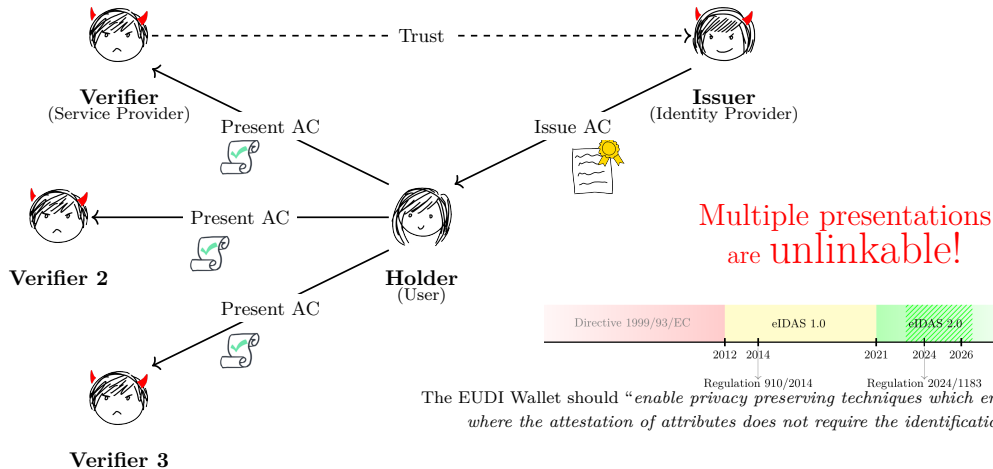 Trust
Verifier
(Service Provider)
Issuer
(Identity Provider)
Present AC
Issue AC
Present AC
Multiple presentations
are unlinkable!
Verifier 2
Holder
(User)
Present AC
Directive 1999/93/EC
eIDAS 1.0
eIDAS 2.0
2012
2014
2021
2024
2026
Regulation 910/2014
Regulation 2024/1183
The EUDI Wallet should “enable privacy preserving techniques which en
where the attestation of attributes does not require the identificatio
Verifier 3